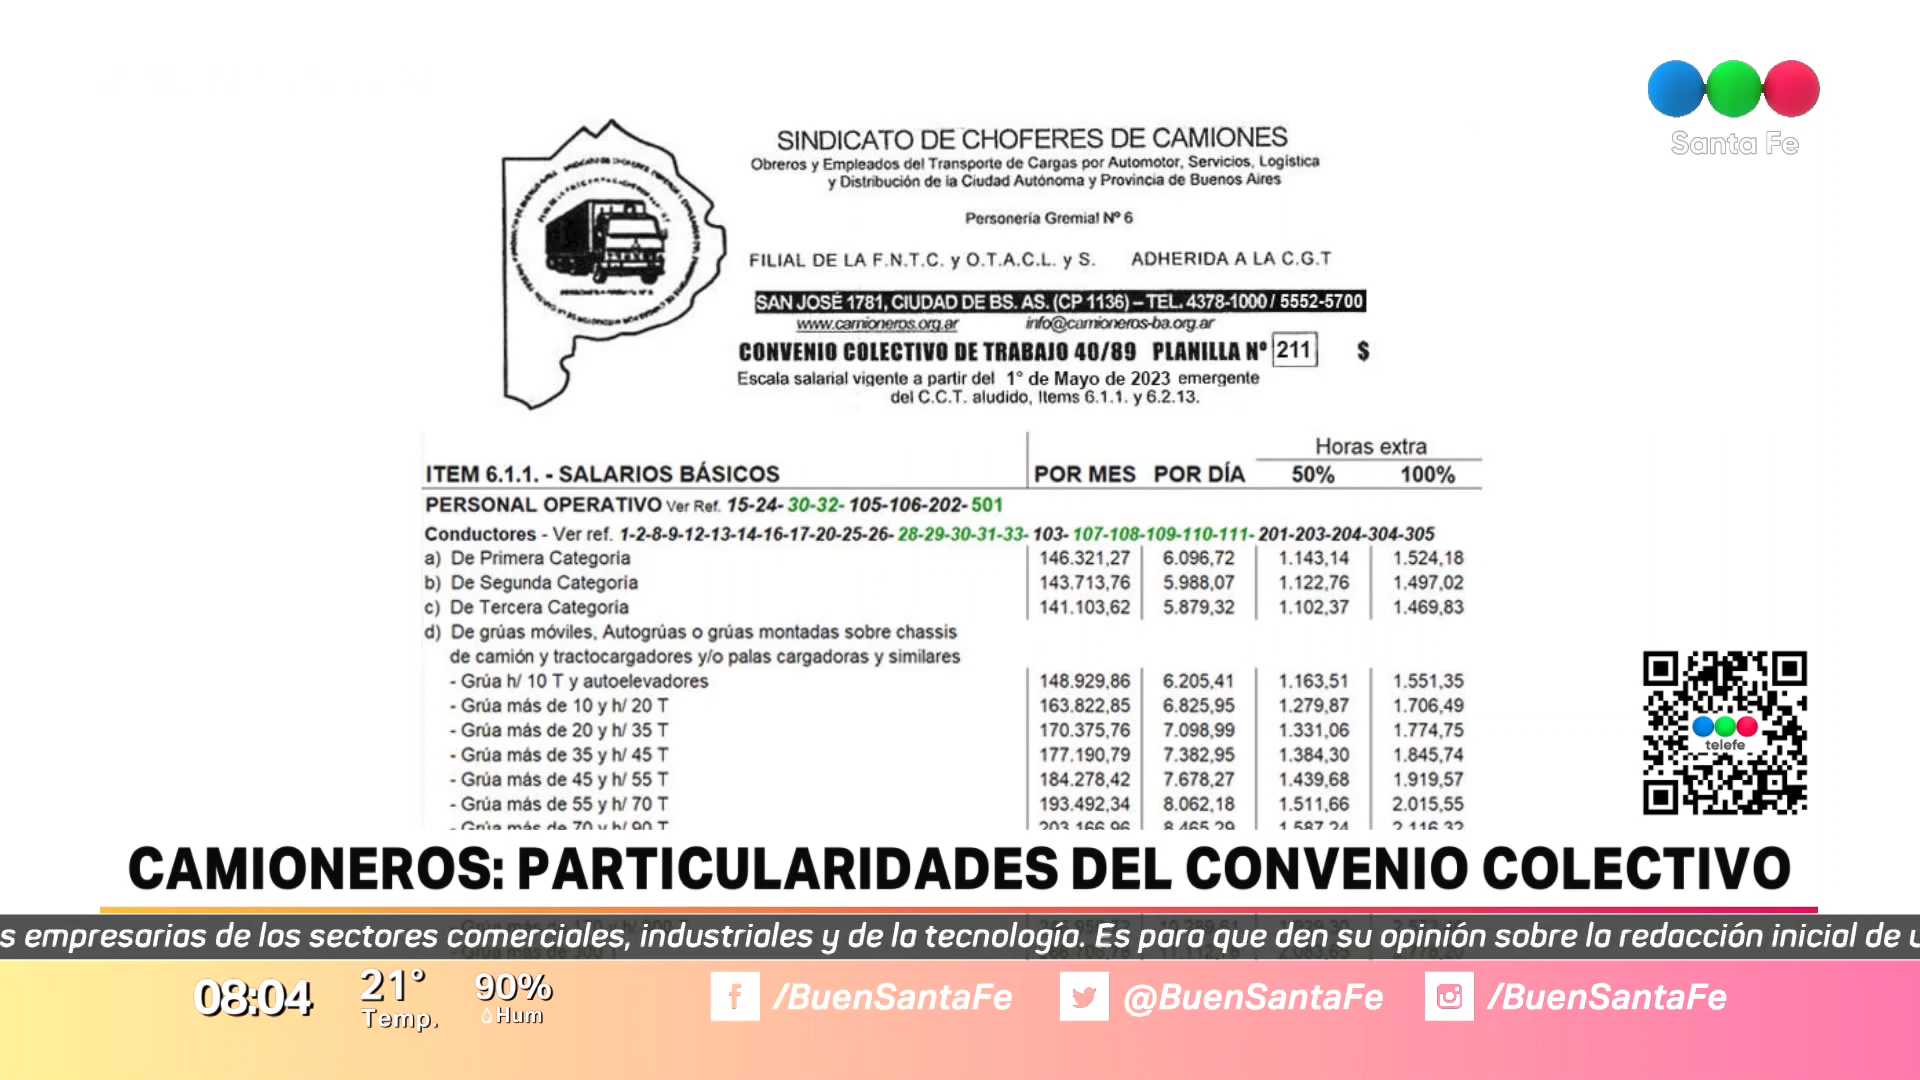 Santa Fe
SINDICATO DE CHOFERES DE CAMIONES
Obreros y Empleados del Transporte de Cargas por Automotor, Servicios, Logística
y Distribución de la Ciudad Autónoma y Provincia de Buenos Aires
Personería Gremial Nº 6
FILIAL DE LA F.N.T.C. y O.T.A.C.L. y S. ADHERIDA A LA C.G.T
SAN JOSÉ 1781, CIUDAD DE BS. AS. (CP 1136) – TEL. 4378-1000 / 5552-5700
www.camioneros.org.ar info@camioneros-ba.org.ar
CONVENIO COLECTIVO DE TRABAJO 40/89 PLANILLA Nº 211 $
Escala salarial vigente a partir del 1° de Mayo de 2023 emergente
del C.C.T. aludido, Items 6.1.1. y 6.2.13.
Horas extra
ITEM 6.1.1. - SALARIOS BÁSICOS POR MES POR DÍA 50% 100%
PERSONAL OPERATIVO Ver Ref. 15-24-30-32-105-106-202-501
Conductores - Ver ref. 1-2-8-9-12-13-14-16-17-20-25-26-28-29-30-31-33-103-107-108-109-110-111-201-203-204-304-305
a) De Primera Categoría 146.321,27 6.096,72 1.143,14 1.524,18
b) De Segunda Categoría 143.713,76 5.988,07 1.122,76 1.497,02
c) De Tercera Categoría 141.103,62 5.879,32 1.102,37 1.469,83
d) De grúas móviles, Autogrúas o grúas montadas sobre chassis
de camión y tractocargadores y/o palas cargadoras y similares
- Grúa h/ 10 T y autoelevadores 148.929,86 6.205,41 1.163,51 1.551,35
- Grúa más de 10 y h/ 20 T 163.822,85 6.825,95 1.279,87 1.706,49
- Grúa más de 20 y h/ 35 T 170.375,76 7.098,99 1.331,06 1.774,75
- Grúa más de 35 y h/ 45 T 177.190,79 7.382,95 1.384,30 1.845,74
- Grúa más de 45 y h/ 55 T 184.278,42 7.678,27 1.439,68 1.919,57
- Grúa más de 55 y h/ 70 T 193.492,34 8.062,18 1.511,66 2.015,55
- Grúa más de 70 y h/ 90 T 203.166,96 8.465,29 1.587,24 2.116,32
telefe
CAMIONEROS: PARTICULARIDADES DEL CONVENIO COLECTIVO
s empresarias de los sectores comerciales, industriales y de la tecnología. Es para que den su opinión sobre la redacción inicial de u
08:04 21° Temp. 90% Hum /BuenSantaFe @BuenSantaFe /BuenSantaFe